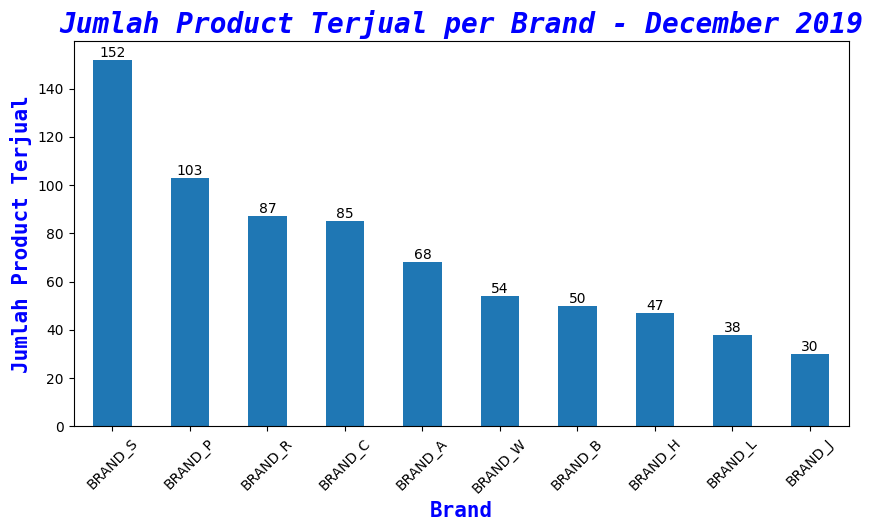 Jumlah Product Terjual per Brand - December 2019
Jumlah Product Terjual
140
120
100
80
60
40
20
0
152
103
87
85
68
54
50
47
38
30
BRAND_S
BRAND_P
BRAND_R
BRAND_C
BRAND_A
BRAND_W
BRAND_B
BRAND_H
BRAND_L
BRAND_J
Brand